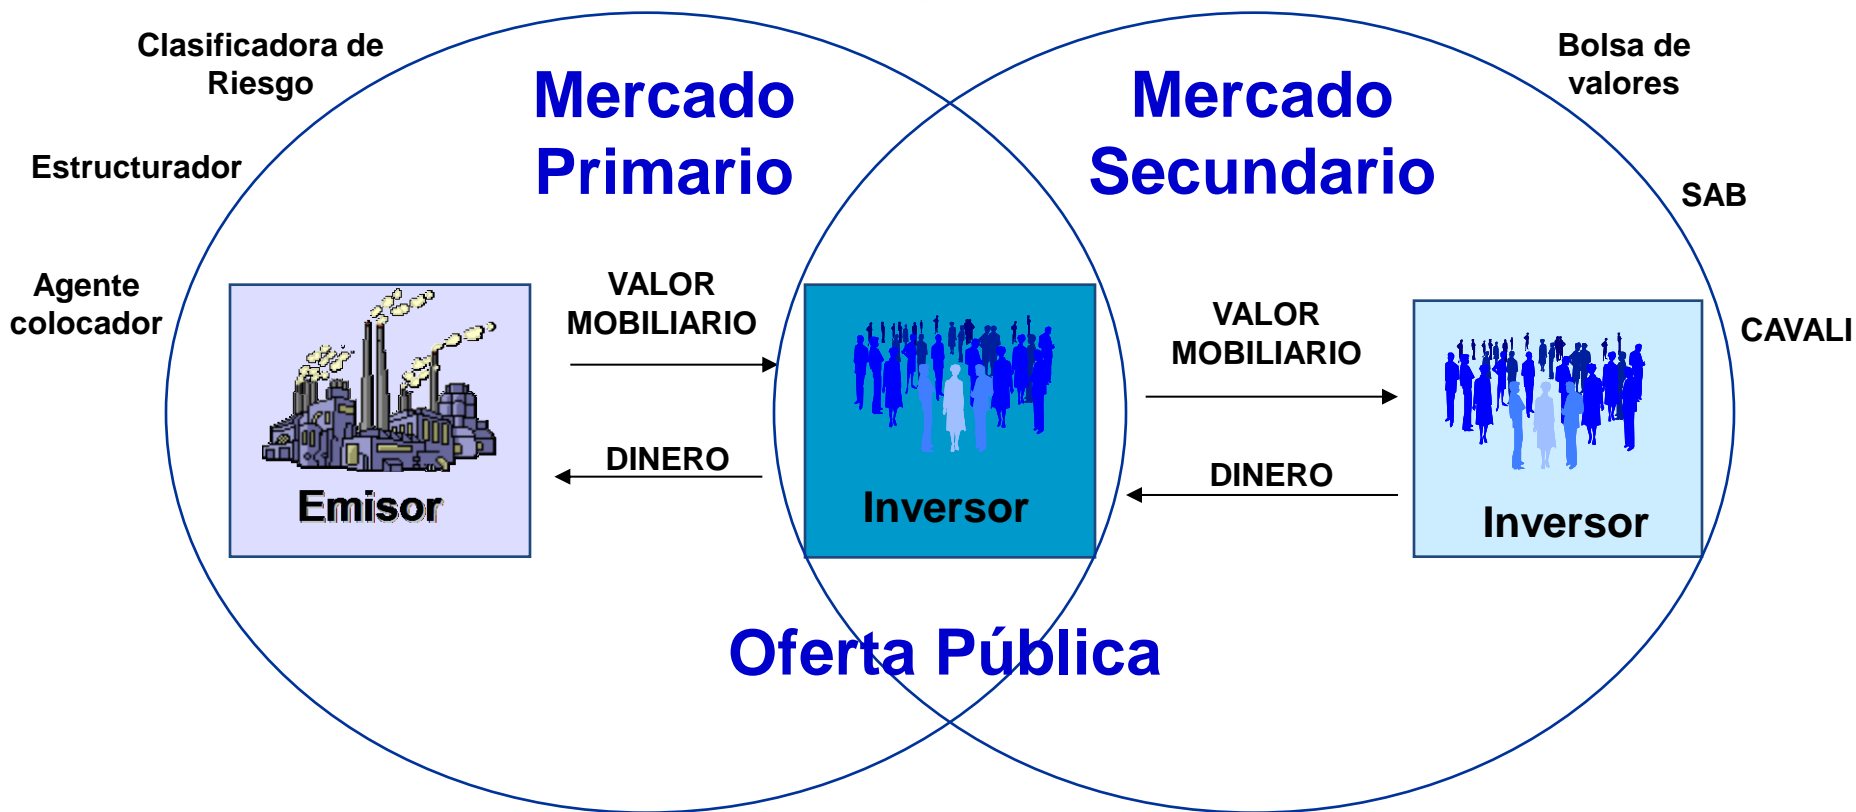 Clasificadora de
Riesgo
Estructurador
Agente
colocador
Mercado
Primario
Mercado
Secundario
Bolsa de
valores
SAB
CAVALI
VALOR
MOBILIARIO
DINERO
Emisor
Inversor
VALOR
MOBILIARIO
DINERO
Inversor
Oferta Pública